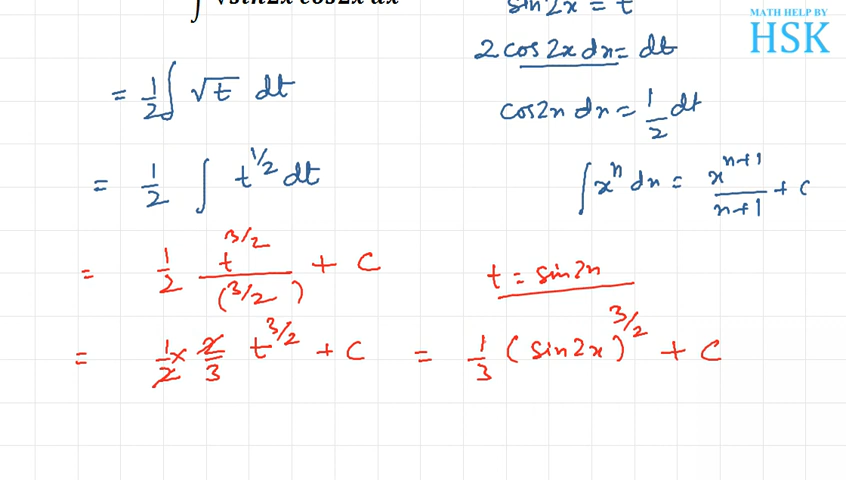 ∫ √sin2x cos2x dx
sin 2x = t
MATH HELP BY
HSK
2 cos 2x dx = dt
= 1/2 ∫ √t dt
cos2x dx = 1/2 dt
= 1/2 ∫ t^1/2 dt
∫ x^n dx = x^n+1/n+1 + C
= 1/2 t^3/2/(3/2) + C
t = sin2x
= 1/2 × 2/3 t^3/2 + C = 1/3 (sin2x)^3/2 + C